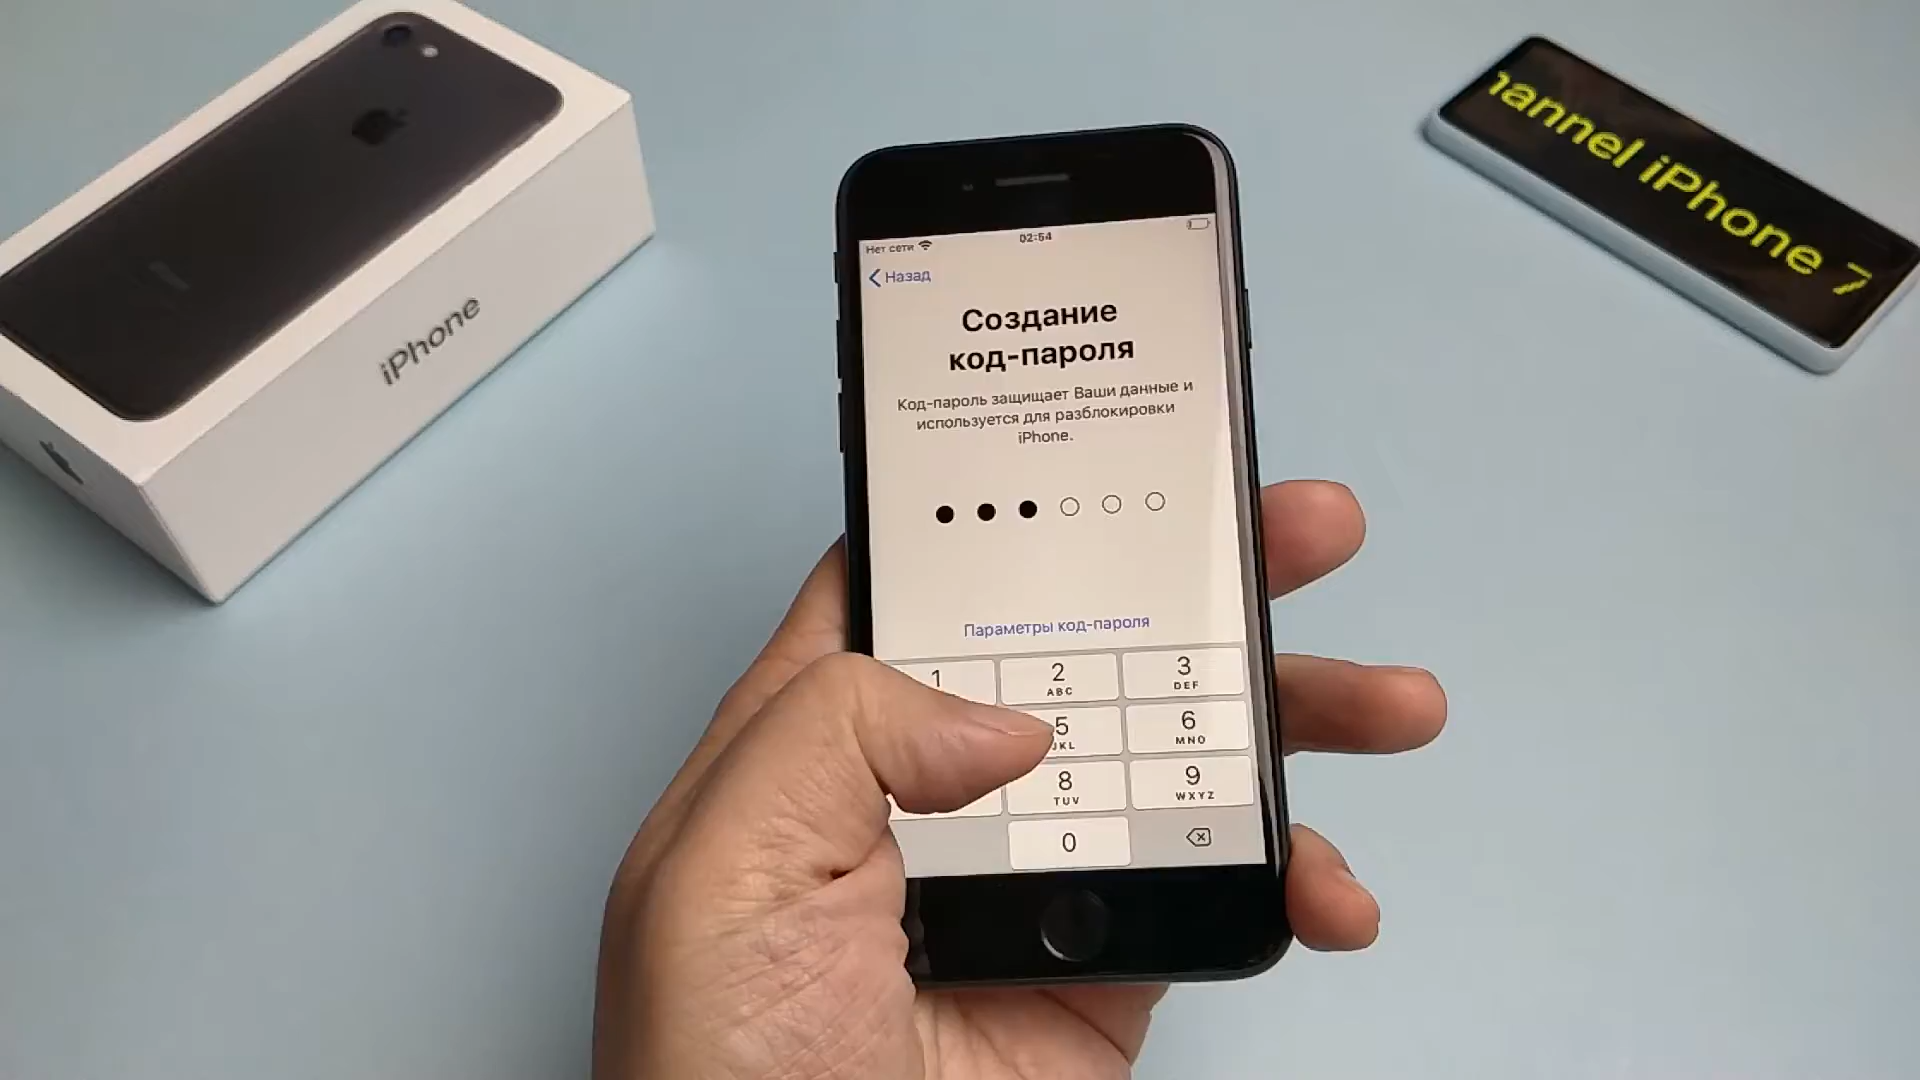 iPhone
annel iPhone 7
Нет сети
02:54
Назад
Создание
код-пароля
Код-пароль защищает Ваши данные и
используется для разблокировки
iPhone.
Параметры код-пароля
1
2
ABC
3
DEF
5
JKL
6
MNO
8
TUV
9
WXYZ
0